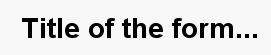 Title of the form...